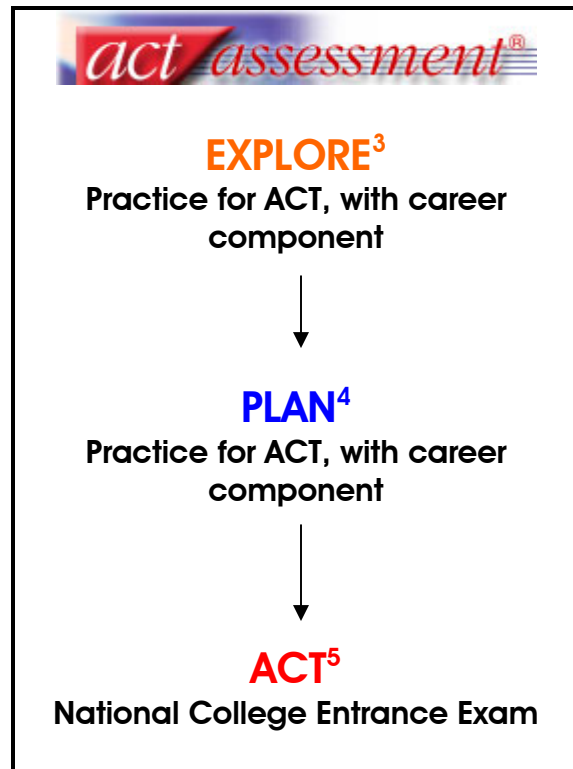 act assessment®
EXPLORE³
Practice for ACT, with career
component
PLAN⁴
Practice for ACT, with career
component
ACT⁵
National College Entrance Exam